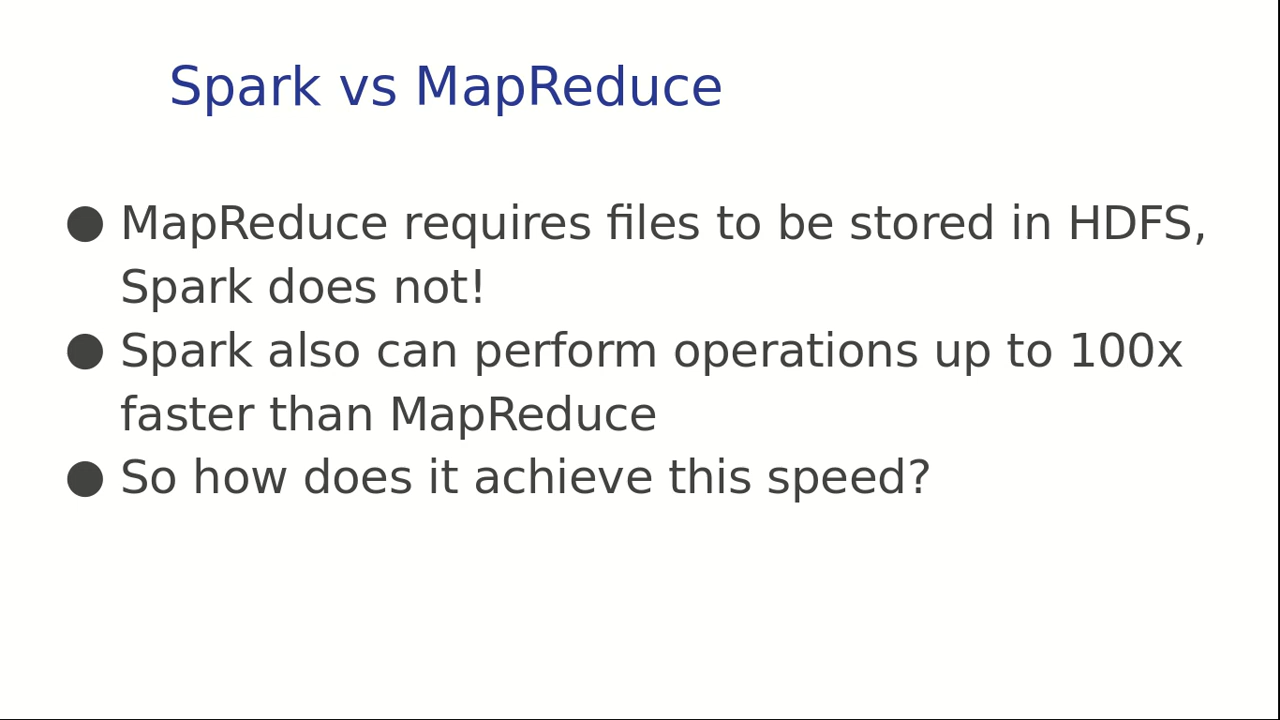 Spark vs MapReduce
● MapReduce requires files to be stored in HDFS,
Spark does not!
● Spark also can perform operations up to 100x
faster than MapReduce
● So how does it achieve this speed?